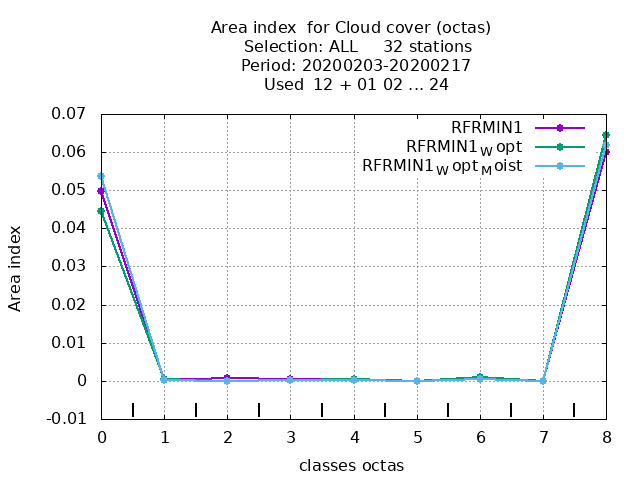 Area index  for Cloud cover (octas)
Selection: ALL     32 stations
Period: 20200203-20200217
Used  12 + 01 02 ... 24
RFRMIN1
RFRMIN1_W opt
RFRMIN1_W opt_M oist
0.07
0.06
0.05
0.04
0.03
0.02
0.01
0
-0.01
Area index
0 1 2 3 4 5 6 7 8
classes octas